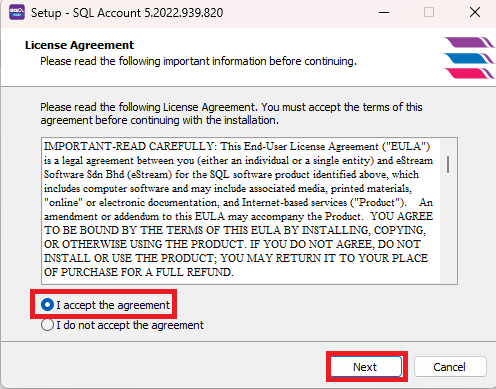 Setup - SQL Account 5.2022.939.820
License Agreement
Please read the following important information before continuing.
Please read the following License Agreement. You must accept the terms of this
agreement before continuing with the installation.
IMPORTANT-READ CAREFULLY: This End-User License Agreement ("EULA")
is a legal agreement between you (either an individual or a single entity) and eStream
Software Sdn Bhd (eStream) for the SQL software product identified above, which
includes computer software and may include associated media, printed materials,
"online" or electronic documentation, and Internet-based services ("Product"). An
amendment or addendum to this EULA may accompany the Product. YOU AGREE
TO BE BOUND BY THE TERMS OF THIS EULA BY INSTALLING, COPYING,
OR OTHERWISE USING THE PRODUCT. IF YOU DO NOT AGREE, DO NOT
INSTALL OR USE THE PRODUCT; YOU MAY RETURN IT TO YOUR PLACE
OF PURCHASE FOR A FULL REFUND.
I accept the agreement
I do not accept the agreement
Next
Cancel